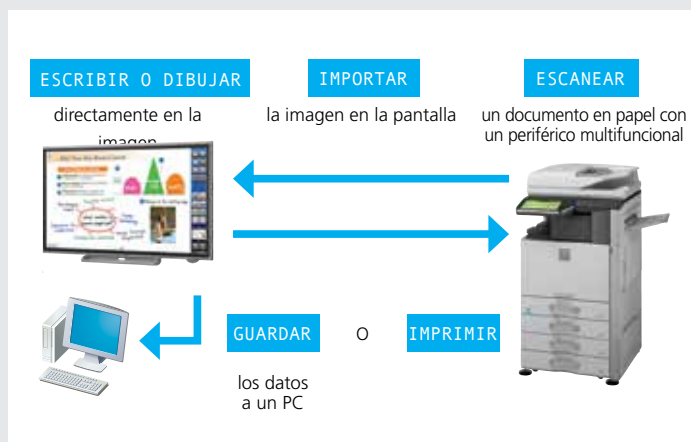 ESCRIBIR O DIBUJAR
directamente en la
imagen
IMPORTAR
la imagen en la pantalla
ESCANEAR
un documento en papel con
un periférico multifuncional
GUARDAR
O
IMPRIMIR
los datos
a un PC